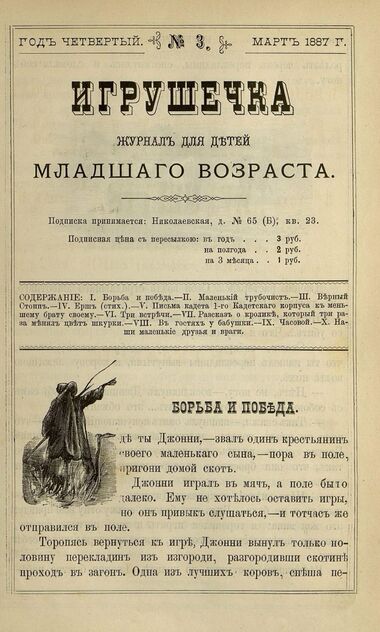 ГОДЪ ЧЕТВЕРТЫЙ. № 3. МАРТЪ 1887 Г.
ИГРУШЕЧКА
ЖУРНАЛЪ ДЛЯ ДѢТЕЙ
МЛАДШАГО ВОЗРАСТА.
Подписка принимается: Николаевская, д. № 65 (Б); кв. 23.
Подписная цѣна съ пересылкою: въ годъ . . . 3 руб.
на полгода . . 2 руб.
на 3 мѣсяца . . 1 руб.
СОДЕРЖАНІЕ: I. Борьба и побѣда.—II. Маленькій трубочистъ.—III. Вѣрный
Стопъ.—IV. Ершъ (стих.).—V. Письма кадета 1-го Кадетскаго корпуса къ мень-
шему брату своему.—VI. Три встрѣчи.—VII. Разсказъ о кроликѣ, который три ра-
за мѣнялъ цвѣтъ шкурки.—VIII. Въ гостяхъ у бабушки.—IX. Часовой.—X. На-
ши маленькіе друзья и враги.
БОРЬБА И ПОБѢДА.
дѣ ты Джонни,—звалъ одинъ крестьянинъ
своего маленькаго сына,—пора въ поле,
пригони домой скотъ.
Джонни игралъ въ мячъ, а поле было
далеко. Ему не хотѣлось оставить игры,
но онъ привыкъ слушаться,—и тотчасъ же
отправился въ поле.
Торопясь вернуться къ игрѣ, Джонни вынулъ только по-
ловину перекладинъ изъ изгороди, разгородивши скотинѣ
проходъ въ загонъ. Одна изъ лучшихъ коровъ, спѣша пе-